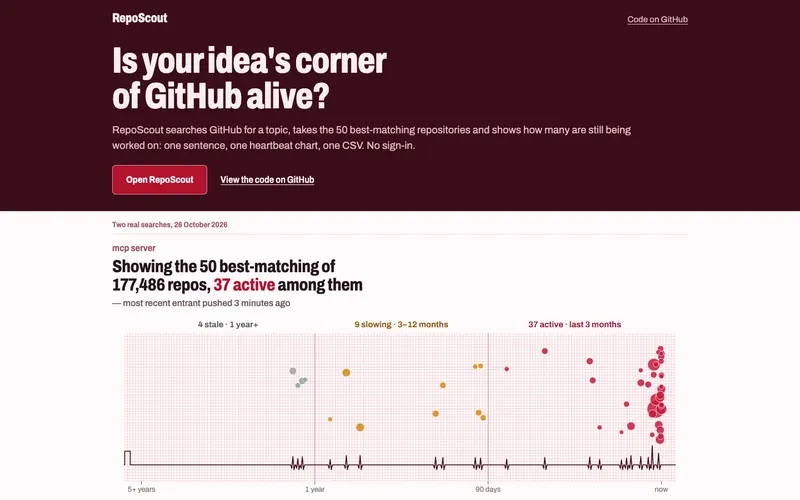 RepoScout
Code on GitHub
Is your idea's corner
of GitHub alive?
RepoScout searches GitHub for a topic, takes the 50 best-matching repositories and shows how many are still being
worked on: one sentence, one heartbeat chart, one CSV. No sign-in.
Open RepoScout
View the code on GitHub
Two real searches, 26 October 2026
mcp server
Showing the 50 best-matching of
177,486 repos, 37 active among them
— most recent entrant pushed 3 minutes ago
4 stale · 1 year+
9 slowing · 3–12 months
37 active · last 3 months
5+ years
1 year
90 days
now